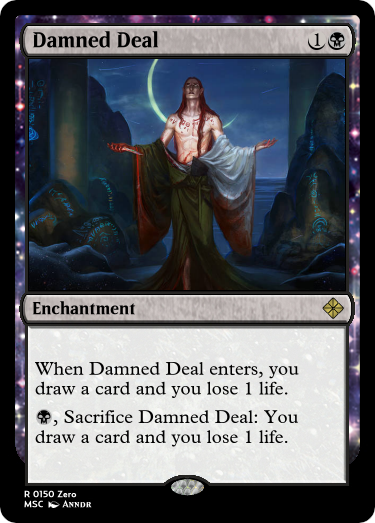 Damned Deal 1
Enchantment
When Damned Deal enters, you
draw a card and you lose 1 life.
, Sacrifice Damned Deal: You
draw a card and you lose 1 life.
R 0150 Zero
MSC Anndr